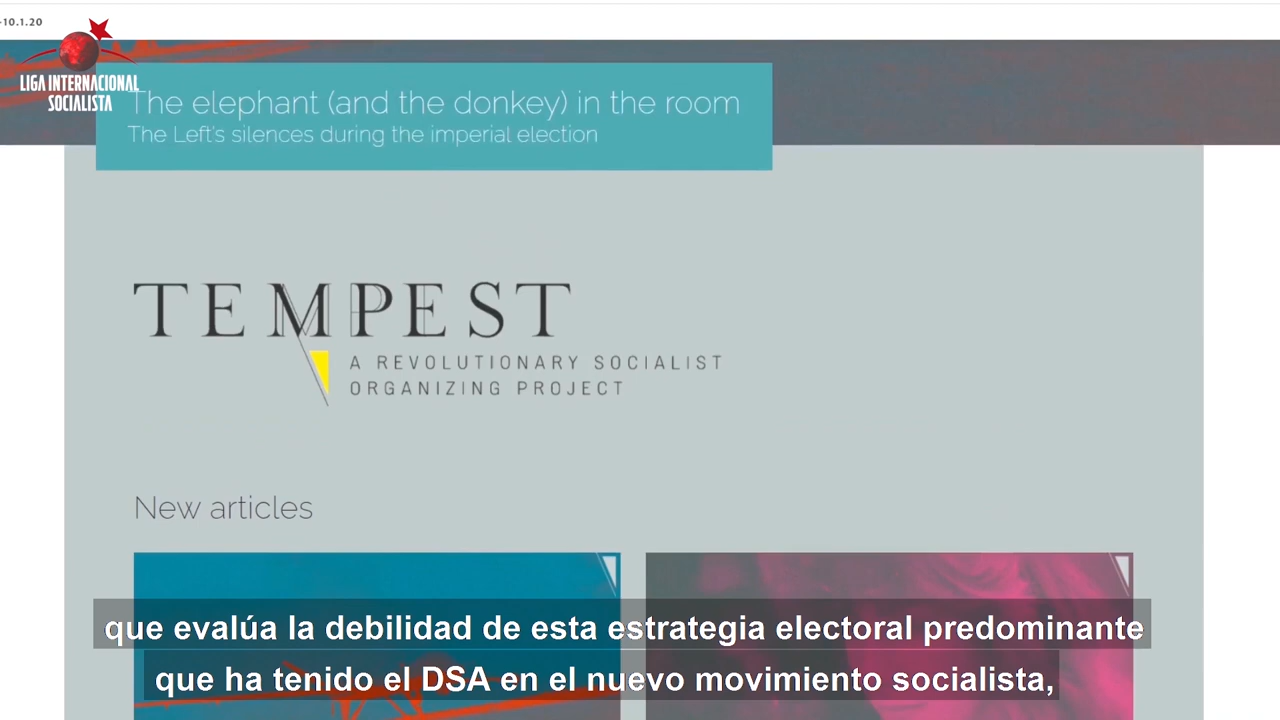 -10.1.20
LIGA INTERNACIONAL
SOCIALISTA
The elephant (and the donkey) in the room
The Left's silences during the imperial election
TEMPEST
A REVOLUTIONARY SOCIALIST
ORGANIZING PROJECT
New articles
que evalúa la debilidad de esta estrategia electoral predominante
que ha tenido el DSA en el nuevo movimiento socialista,